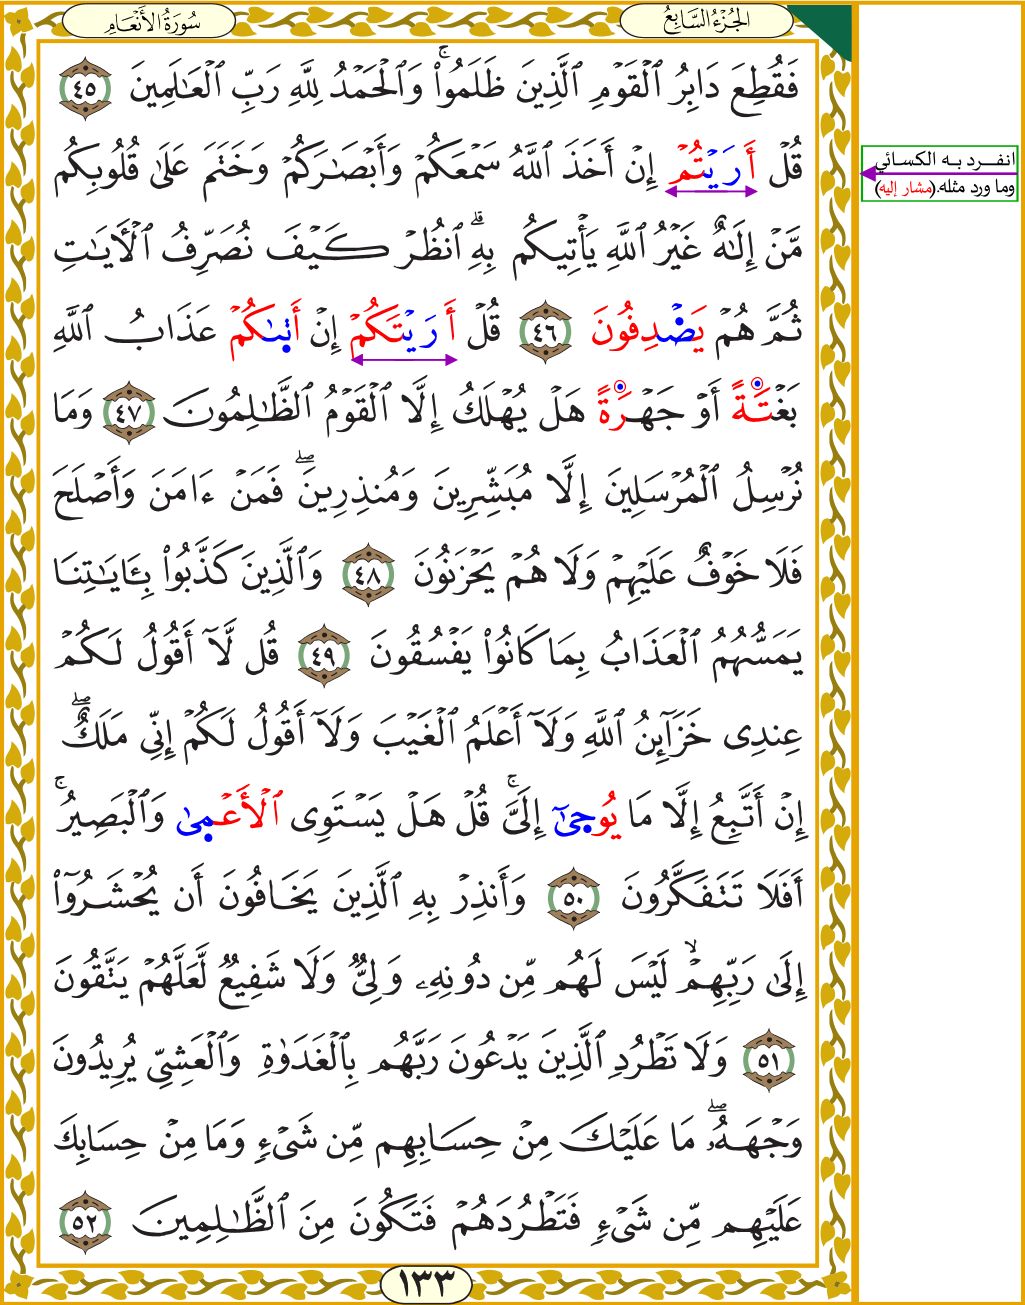 الجُزْءُ السَّابِعُ
سُورَةُ الأَنْعَامِ
فَقُطِعَ دَابِرُ ٱلْقَوْمِ ٱلَّذِينَ ظَلَمُوا۟ۚ وَٱلْحَمْدُ لِلَّهِ رَبِّ ٱلْعَـٰلَمِينَ ٤٥
قُلْ أَرَيْتُمْ إِنْ أَخَذَ ٱللَّهُ سَمْعَكُمْ وَأَبْصَـٰرَكُمْ وَخَتَمَ عَلَىٰ قُلُوبِكُم
مَّنْ إِلَـٰهٌ غَيْرُ ٱللَّهِ يَأْتِيكُم بِهِۗ ٱنظُرْ كَيْفَ نُصَرِّفُ ٱلْأَيَـٰتِ
ثُمَّ هُمْ يَصْدِفُونَ ٤٦ قُلْ أَرَيْتَكُمْ إِنْ أَتَىٰكُمْ عَذَابُ ٱللَّهِ
بَغْتَةً أَوْ جَهْرَةً هَلْ يُهْلَكُ إِلَّا ٱلْقَوْمُ ٱلظَّـٰلِمُونَ ٤٧ وَمَا
نُرْسِلُ ٱلْمُرْسَلِينَ إِلَّا مُبَشِّرِينَ وَمُنذِرِينَۖ فَمَنْ ءَامَنَ وَأَصْلَحَ
فَلَا خَوْفٌ عَلَيْهِمْ وَلَا هُمْ يَحْزَنُونَ ٤٨ وَٱلَّذِينَ كَذَّبُوا۟ بِـَٔايَـٰتِنَا
يَمَسُّهُمُ ٱلْعَذَابُ بِمَا كَانُوا۟ يَفْسُقُونَ ٤٩ قُل لَّآ أَقُولُ لَكُمْ
عِندِى خَزَآئِنُ ٱللَّهِ وَلَآ أَعْلَمُ ٱلْغَيْبَ وَلَآ أَقُولُ لَكُمْ إِنِّى مَلَكٌۖ
إِنْ أَتَّبِعُ إِلَّا مَا يُوحَىٰٓ إِلَىَّۚ قُلْ هَلْ يَسْتَوِى ٱلْأَعْمَىٰ وَٱلْبَصِيرُۚ
أَفَلَا تَتَفَكَّرُونَ ٥٠ وَأَنذِرْ بِهِ ٱلَّذِينَ يَخَافُونَ أَن يُحْشَرُوٓا۟
إِلَىٰ رَبِّهِمْۙ لَيْسَ لَهُم مِّن دُونِهِۦ وَلِىٌّ وَلَا شَفِيعٌ لَّعَلَّهُمْ يَتَّقُونَ
٥١ وَلَا تَطْرُدِ ٱلَّذِينَ يَدْعُونَ رَبَّهُم بِٱلْغَدَوٰةِ وَٱلْعَشِىِّ يُرِيدُونَ
وَجْهَهُۥۖ مَا عَلَيْكَ مِنْ حِسَابِهِم مِّن شَىْءٍ وَمَا مِنْ حِسَابِكَ
عَلَيْهِم مِّن شَىْءٍ فَتَطْرُدَهُمْ فَتَكُونَ مِنَ ٱلظَّـٰلِمِينَ ٥٢
١٣٣
انفرد به الكسائي
وما ورد مثله.(مشار إليه)